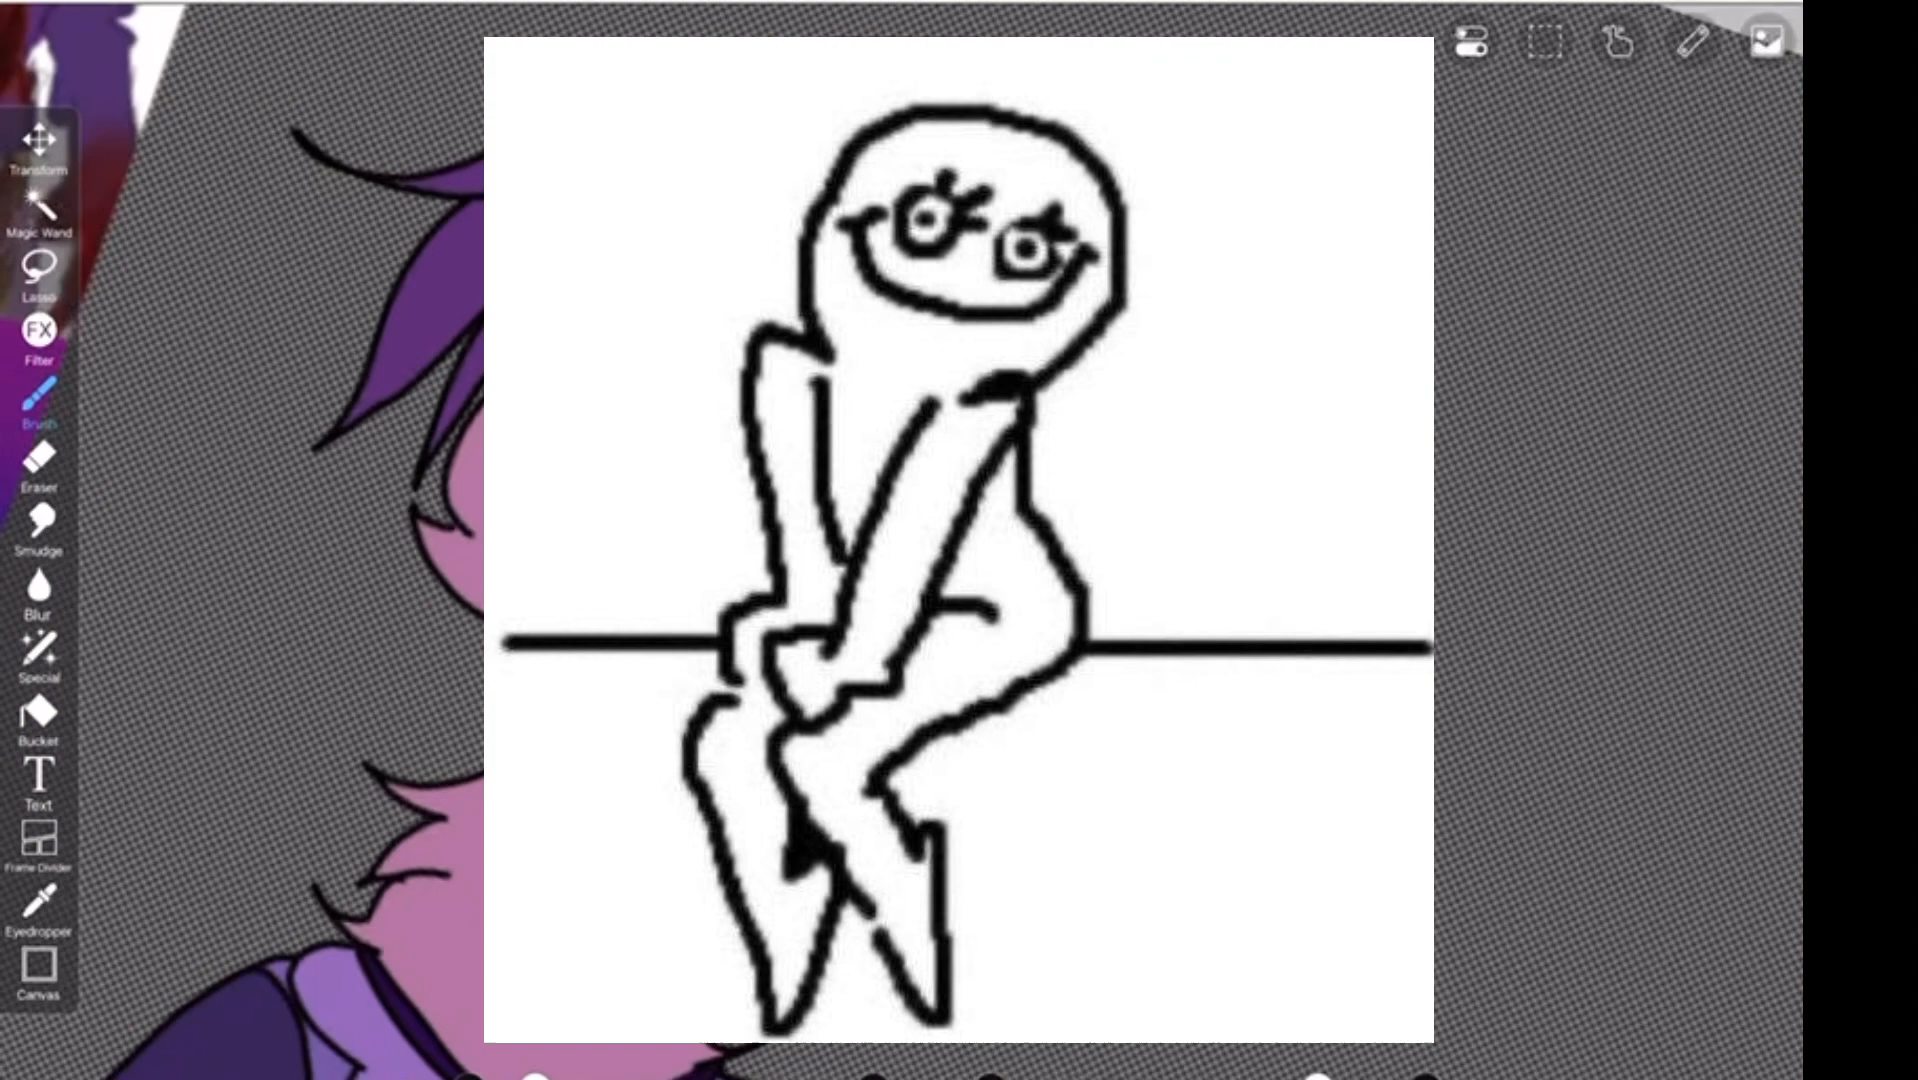 Transform
Magic Wand
Lasso
FX
Filter
Brush
Eraser
Smudge
Blur
Special
Bucket
T
Text
Frame Divider
Eyedropper
Canvas